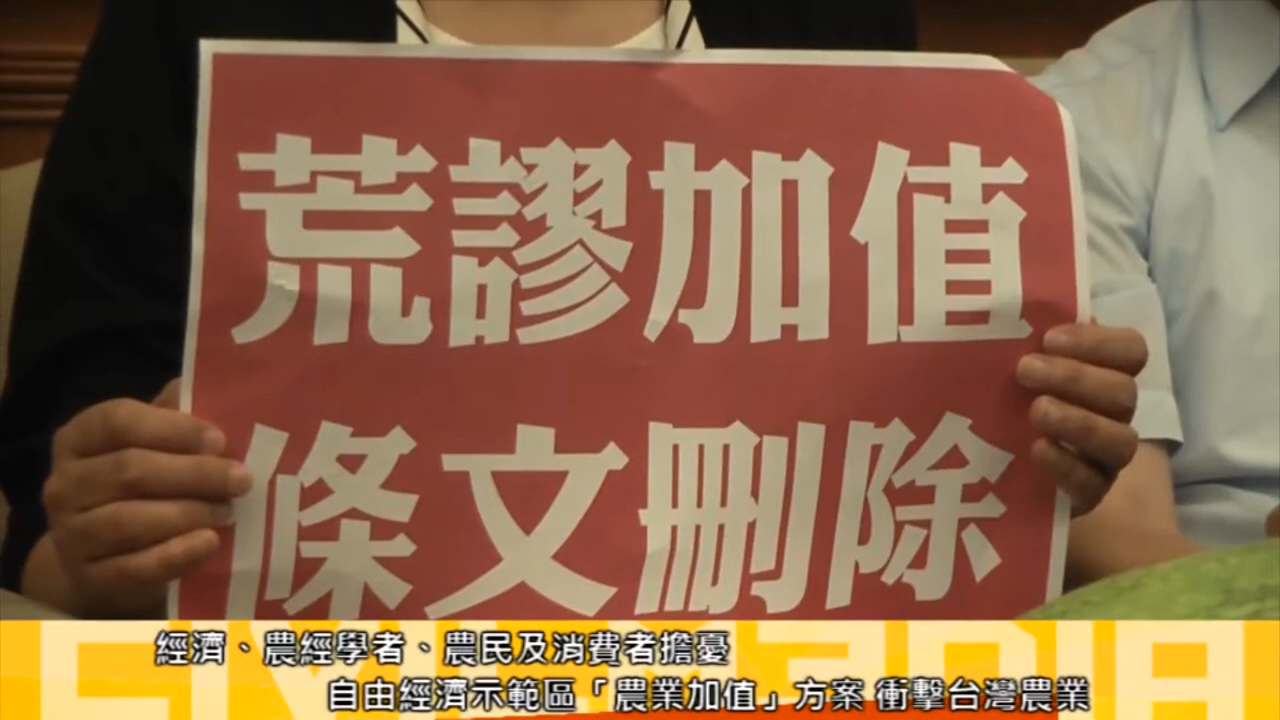 荒謬加值
條文刪除
經濟、農經學者、農民及消費者擔憂
自由經濟示範區「農業加值」方案 衝擊台灣農業